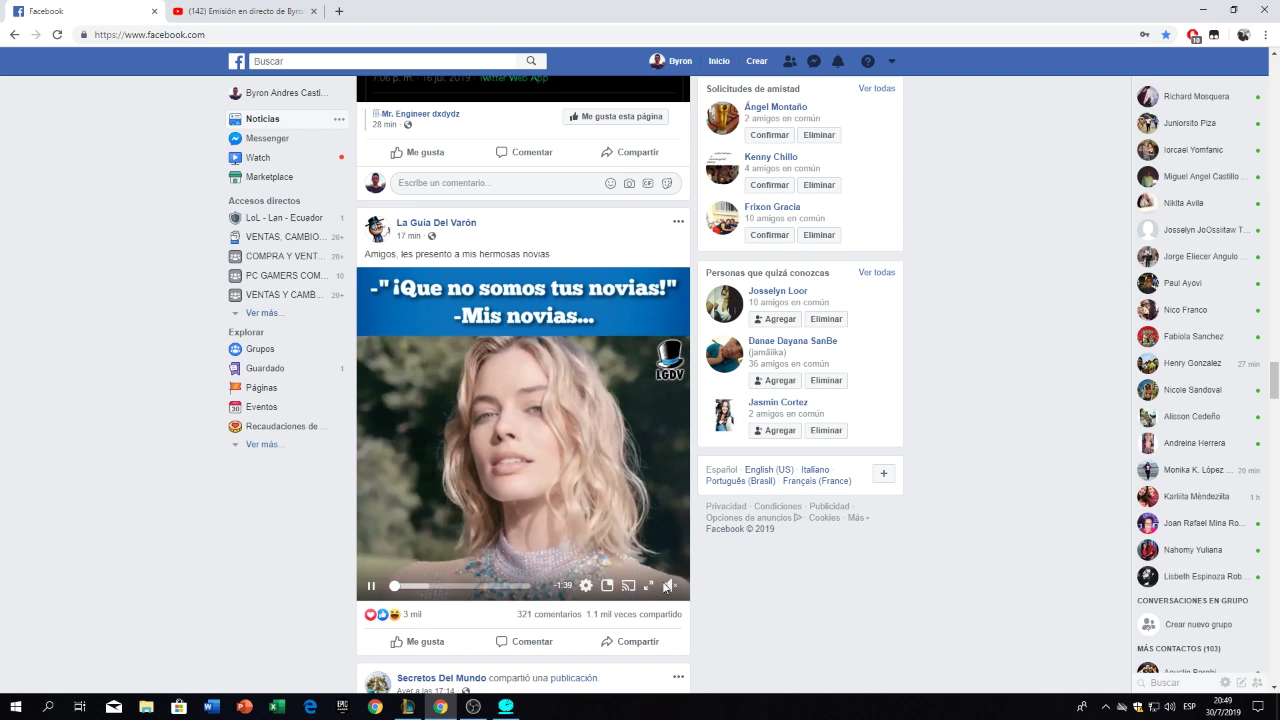 Facebook
(142) Emisión en directo de Byro
https://www.facebook.com
10
Buscar
Byron
Inicio
Crear
Byron Andres Casti...
Noticias
Messenger
Watch
Marketplace
Accesos directos
LoL - Lan - Ecuador 1
VENTAS, CAMBIO... 20+
COMPRA Y VENT... 20+
PC GAMERS COM... 10
VENTAS Y CAMB... 20+
Ver más...
Explorar
Grupos
Guardado 1
Páginas
Eventos
Recaudaciones de ...
Ver más...
7:06 p. m. · 16 jul. 2019 · Twitter Web App
Mr. Engineer dxdydz
28 min ·
Me gusta esta página
Me gusta Comentar Compartir
Escribe un comentario...
La Guía Del Varón
17 min ·
Amigos, les presento a mis hermosas novias
-" ¡Que no somos tus novias!"
-Mis novias...
LGDV
-1:39
3 mil
321 comentarios 1.1 mil veces compartido
Me gusta Comentar Compartir
Secretos Del Mundo compartió una publicación.
Ayer a las 17:14 ·
Solicitudes de amistad Ver todas
Ángel Montaño
2 amigos en común
Confirmar Eliminar
Kenny Chillo
4 amigos en común
Confirmar Eliminar
Frixon Gracia
10 amigos en común
Confirmar Eliminar
Personas que quizá conozcas Ver todas
Josselyn Loor
10 amigos en común
Agregar Eliminar
Danae Dayana SanBe
(jamâiika)
36 amigos en común
Agregar Eliminar
Jasmin Cortez
2 amigos en común
Agregar Eliminar
Español · English (US) · Italiano ·
Português (Brasil) · Français (France)
Privacidad · Condiciones · Publicidad ·
Opciones de anuncios · Cookies · Más
Facebook © 2019
Richard Mosquera
Juniorsito Plza
Iorcael Yomfanic
Miguel Angel Castillo ...
Nikita Avila
Josselyn JoOssitaw T...
Jorge Eliecer Angulo ...
Paul Ayovi
Nico Franco
Fabiola Sanchez
Henry Gonzalez 27 min
Nicole Sandoval
Alisson Cedeño
Andreina Herrera
Monika K. López ... 20 min
Karliita Mèndeziita 1 h
Joan Rafael Mina Ro...
Nahomy Yuliana
Lisbeth Espinoza Rob...
CONVERSACIONES EN GRUPO
Crear nuevo grupo
MÁS CONTACTOS (103)
Buscar
ESP
20:49
30/7/2019